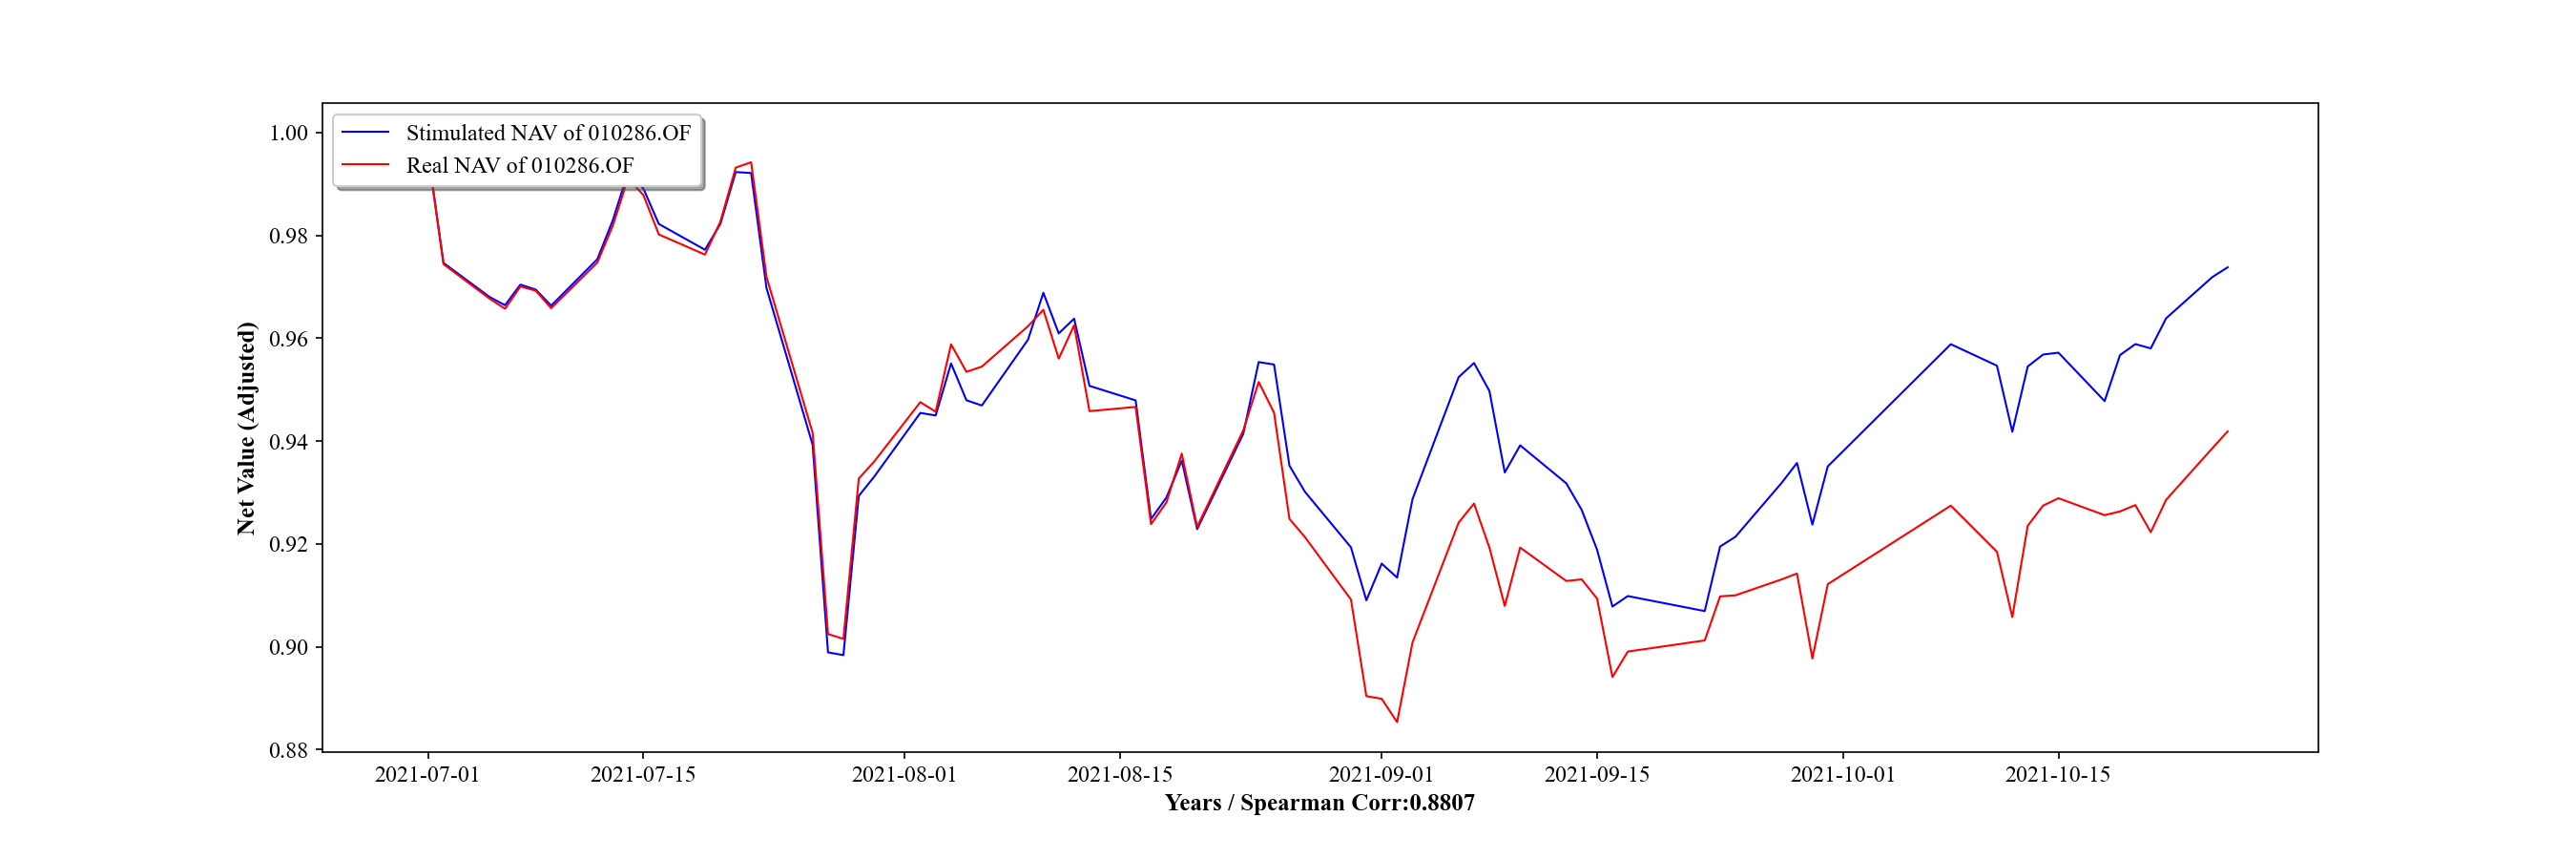 Stimulated NAV of 010286.OF
Real NAV of 010286.OF
Net Value (Adjusted)
1.00
0.98
0.96
0.94
0.92
0.90
0.88
2021-07-01 2021-07-15 2021-08-01 2021-08-15 2021-09-01 2021-09-15 2021-10-01 2021-10-15
Years / Spearman Corr:0.8807